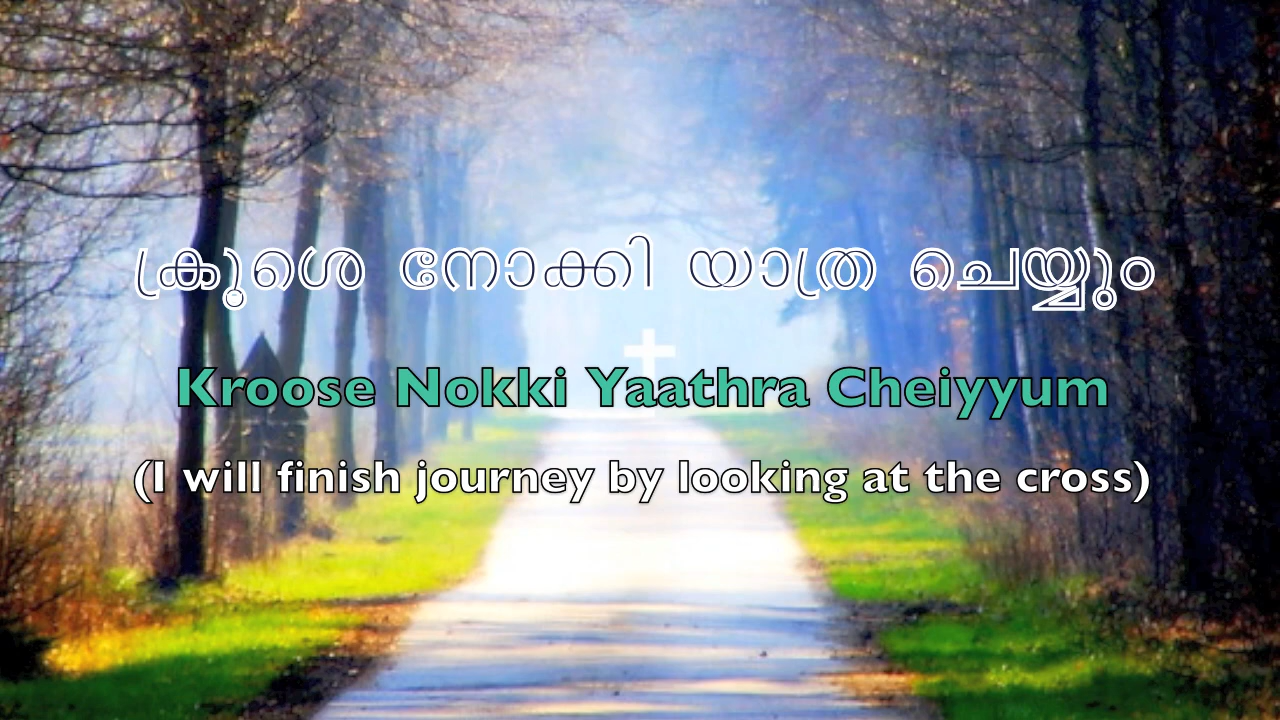 ക്രൂശെ നോക്കി യാത്ര ചെയ്യും
Kroose Nokki Yaathra Cheiyyum
(I will finish journey by looking at the cross)